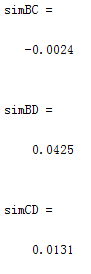 simBC =
-0.0024
simBD =
0.0425
simCD =
0.0131